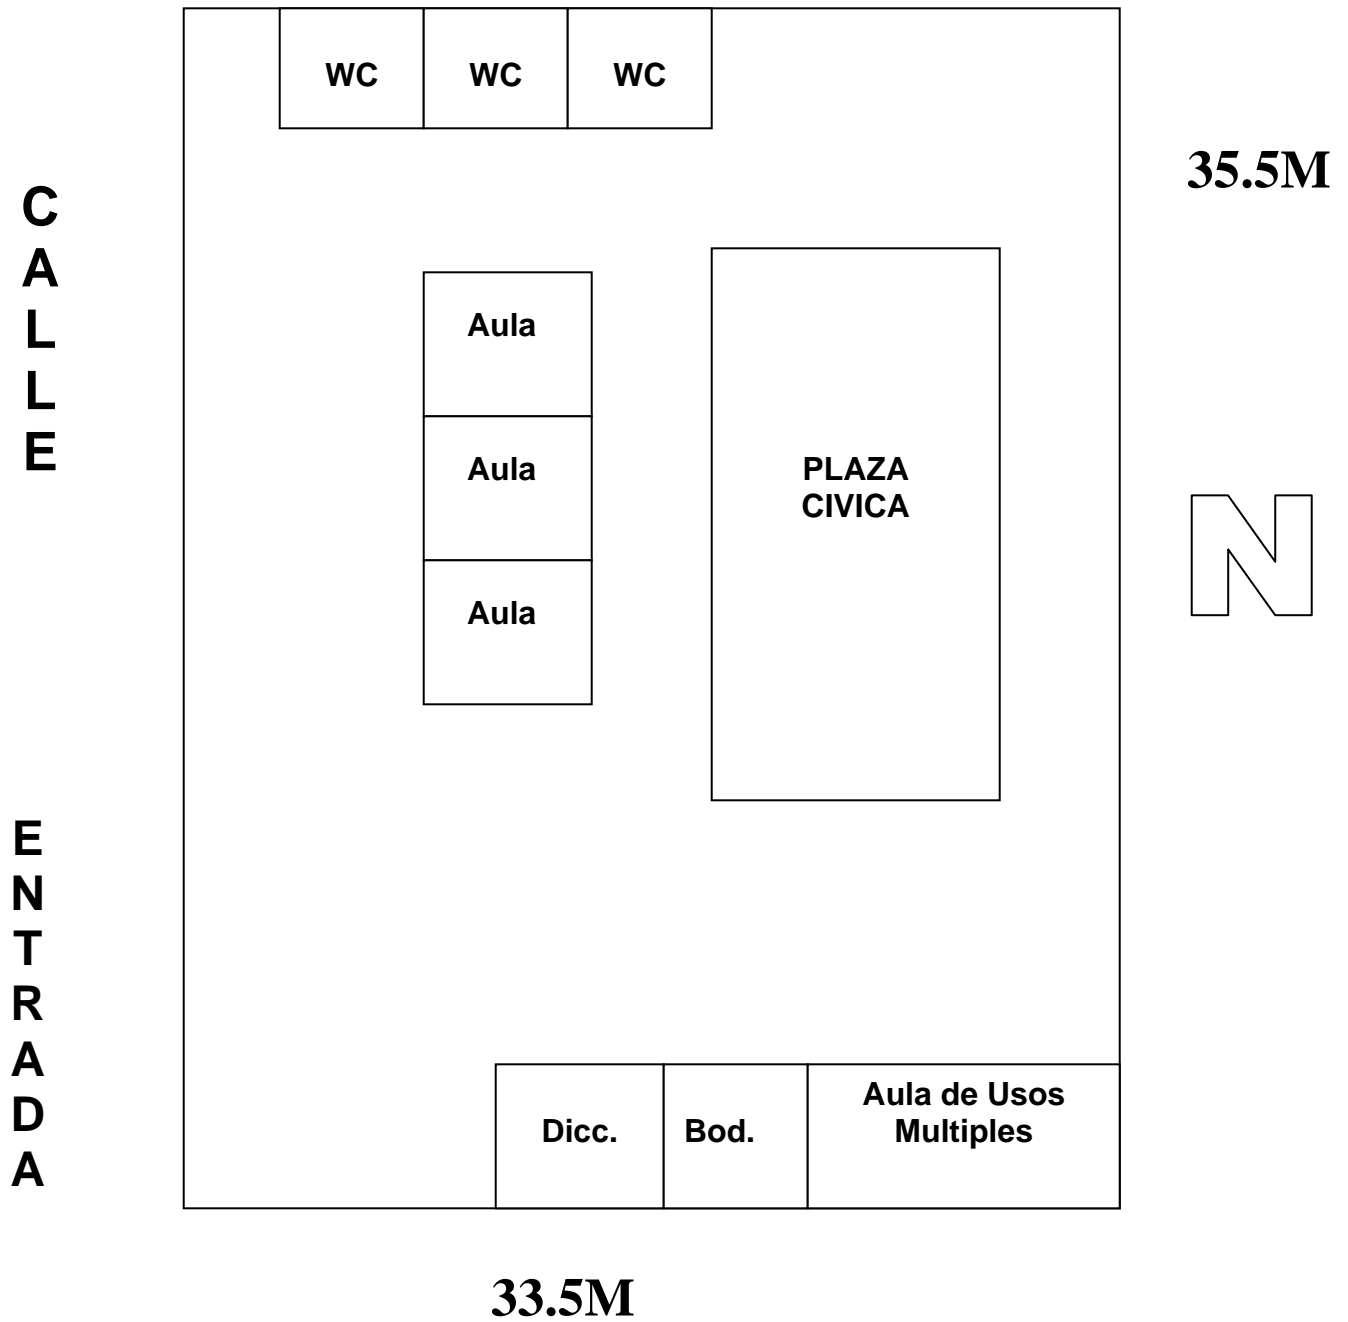 WC WC WC
35.5M
C
A
L
L
E
Aula
Aula
PLAZA
CIVICA
N
Aula
E
N
T
R
A
D
A
Aula de Usos
Multiples
Dicc.
Bod.
33.5M